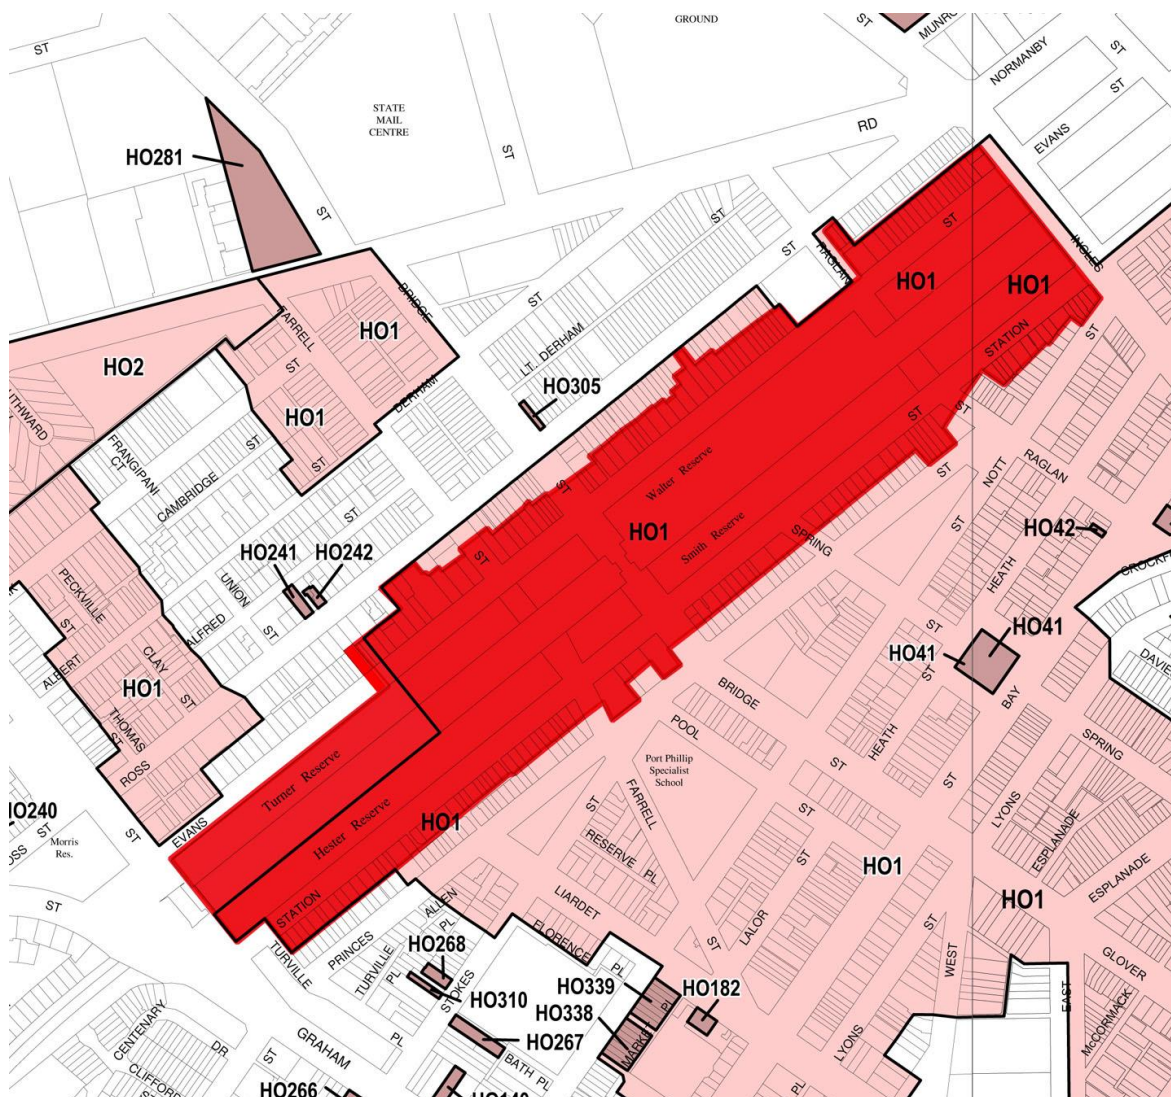 GROUND
ST
MUNRO
ST
NORMANBY
ST
ST
EVANS
STATE
MAIL
CENTRE
RD
ST
HO281
ST
ST
ST
INGLES
RAGLAN
HO1
HO1
BRIDGE
FARRELL
HO1
ST
STATION
ST
HO2
ST
LT. DERHAM
HO305
DERHAM
HO1
ST
ST
FRANGIPANI
CT
ST
ST
CAMBRIDGE
Walter Reserve
NOTT
RAGLAN
ST
ST
ST
HO1
Smith Reserve
SPRING
HO42
HO241
HO242
ST
HEATH
PECKVILLE
UNION
ST
ALFRED
ST
ST
HO41
HO41
ALBERT
CLAY
HO1
ST
BRIDGE
ST
BAY
THOMAS
ST
POOL
HEATH
SPRING
ROSS
Turner Reserve
Port Phillip
Specialist
School
ST
ST
HO240
ST
EVANS
Hester Reserve
HO1
ST
FARRELL
LYONS
ESPLANADE
Morris
Res.
ST
RESERVE PL
ST
HO1
ESPLANADE
ST
STATION
ALLEN
PL
LIARDET
LALOR
ST
HO1
TURVILLE
PRINCES
TURVILLE
PL
HO268
FLORENCE
PL
ST
WEST
GLOVER
HO310
STOKES
HO339
PL
HO182
EAST
HO338
MARKET
CENTENARY
DR
GRAHAM
PL
HO267
BATH PL
LYONS
McCORMACK
ST
CLIFFORD
HO266
PL